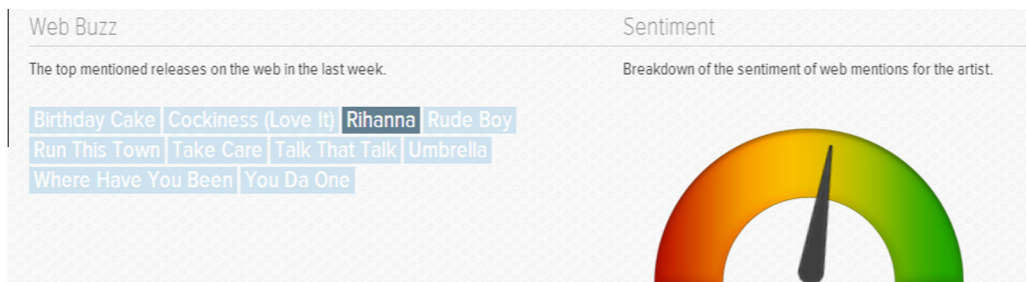 Web Buzz
Sentiment
The top mentioned releases on the web in the last week.
Breakdown of the sentiment of web mentions for the artist.
Birthday Cake Cockiness (Love It) Rihanna Rude Boy
Run This Town Take Care Talk That Talk Umbrella
Where Have You Been You Da One